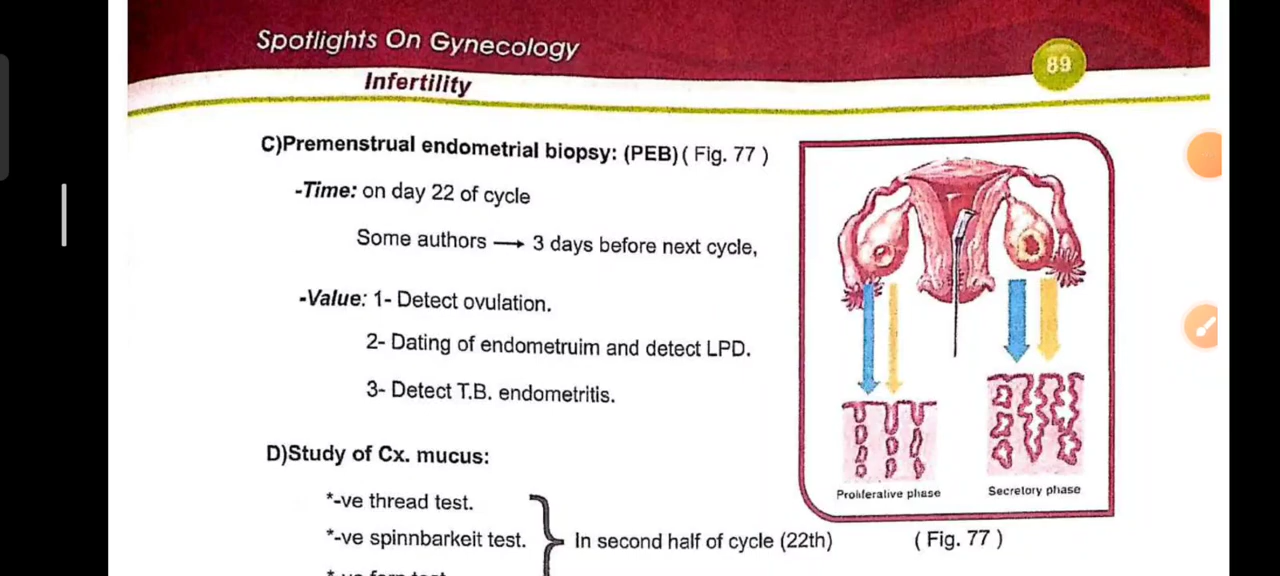 Spotlights On Gynecology
89
Infertility
C)Premenstrual endometrial biopsy: (PEB) ( Fig. 77 )
-Time: on day 22 of cycle
Some authors → 3 days before next cycle,
-Value: 1- Detect ovulation.
2- Dating of endometruim and detect LPD.
3- Detect T.B. endometritis.
D)Study of Cx. mucus:
*-ve thread test.
*-ve spinnbarkeit test.
In second half of cycle (22th)
Proliferative phase
Secretory phase
( Fig. 77 )